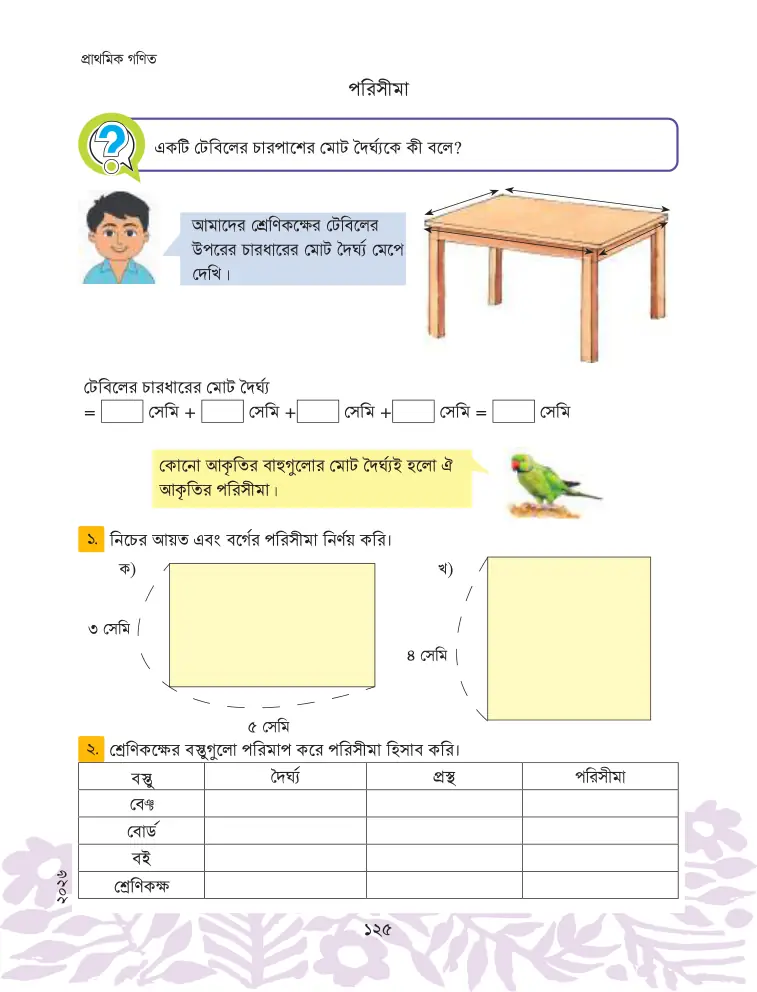 প্রাথমিক গণিত
পরিসীমা
একটি টেবিলের চারপাশের মোট দৈর্ঘ্যকে কী বলে?
আমাদের শ্রেণিকক্ষের টেবিলের
উপরের চারধারের মোট দৈর্ঘ্য মেপে
দেখি।
টেবিলের চারধারের মোট দৈর্ঘ্য
= সেমি + সেমি + সেমি + সেমি = সেমি
কোনো আকৃতির বাহুগুলোর মোট দৈর্ঘ্যই হলো ঐ
আকৃতির পরিসীমা।
১. নিচের আয়ত এবং বর্গের পরিসীমা নির্ণয় করি।
ক) খ)
৩ সেমি
৪ সেমি
৫ সেমি
২. শ্রেণিকক্ষের বস্তুগুলো পরিমাপ করে পরিসীমা হিসাব করি।
বস্তু দৈর্ঘ্য প্রস্থ পরিসীমা
বেঞ্চ
বোর্ড
বই
শ্রেণিকক্ষ
২০২৬
১২৫